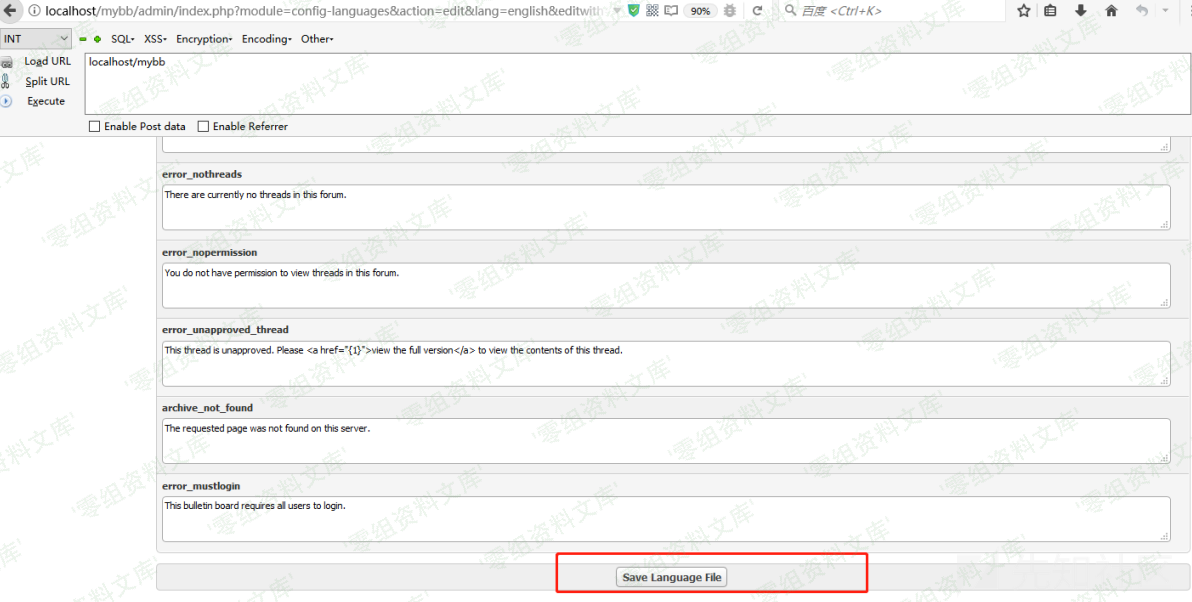 localhost/mybb/admin/index.php?module=config-languages&action=edit&lang=english&editwith
90%
百度 <Ctrl+K>
INT
SQL- XSS- Encryption- Encoding- Other-
Load URL
localhost/mybb
Split URL
Execute
Enable Post data Enable Referrer
error_nothreads
There are currently no threads in this forum.
error_nopermission
You do not have permission to view threads in this forum.
error_unapproved_thread
This thread is unapproved. Please <a href="{1}">view the full version</a> to view the contents of this thread.
archive_not_found
The requested page was not found on this server.
error_mustlogin
This bulletin board requires all users to login.
Save Language File
'零组资料文库'